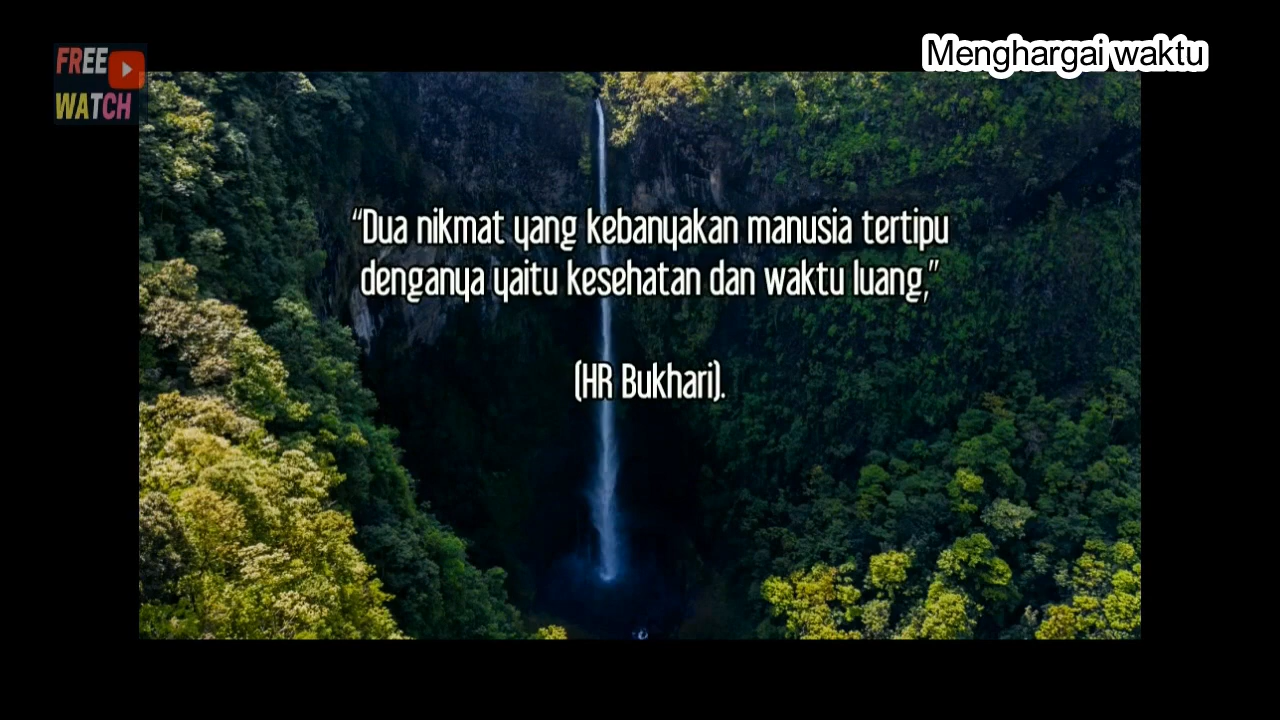 FREE
WATCH
Menghargai waktu
“Dua nikmat yang kebanyakan manusia tertipu
denganya yaitu kesehatan dan waktu luang,”
(HR Bukhari).